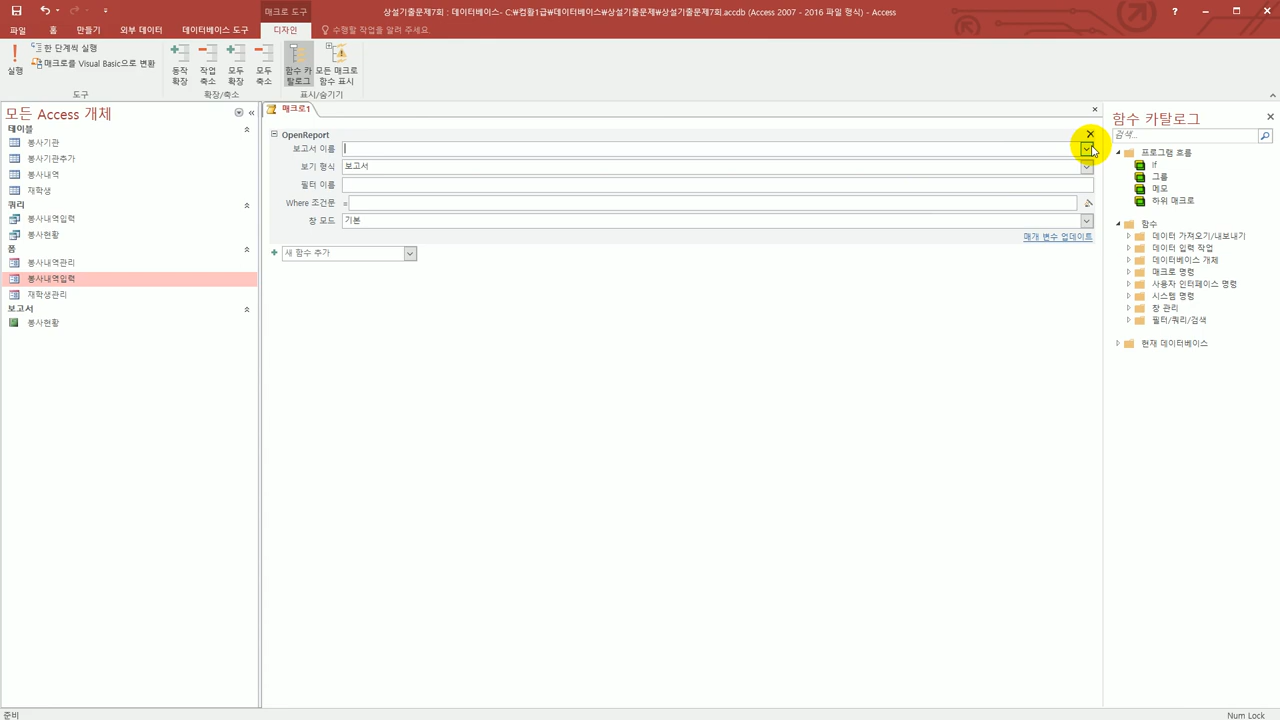 매크로 도구
상설기출문제7회 : 데이터베이스- C:₩컴활1급₩데이터베이스₩상설기출문제₩상설기출문제7회.accdb (Access 2007 - 2016 파일 형식) - Access
파일 홈 만들기 외부 데이터 데이터베이스 도구 디자인 수행할 작업을 알려 주세요.
실행
한 단계씩 실행
매크로를 Visual Basic으로 변환
동작 확장
작업 축소
모두 확장
모두 축소
함수 카탈로그
모든 매크로 함수 표시
도구 확장/축소 표시/숨기기
모든 Access 개체
테이블
봉사기관
봉사기관추가
봉사내역
재학생
쿼리
봉사내역입력
봉사현황
폼
봉사내역관리
봉사내역입력
재학생관리
보고서
봉사현황
매크로1
OpenReport
보고서 이름
보기 형식 보고서
필터 이름
Where 조건문 =
창 모드 기본
매개 변수 업데이트
새 함수 추가
함수 카탈로그
검색...
프로그램 흐름
If
그룹
메모
하위 매크로
함수
데이터 가져오기/내보내기
데이터 입력 작업
데이터베이스 개체
매크로 명령
사용자 인터페이스 명령
시스템 명령
창 관리
필터/쿼리/검색
현재 데이터베이스
준비
Num Lock